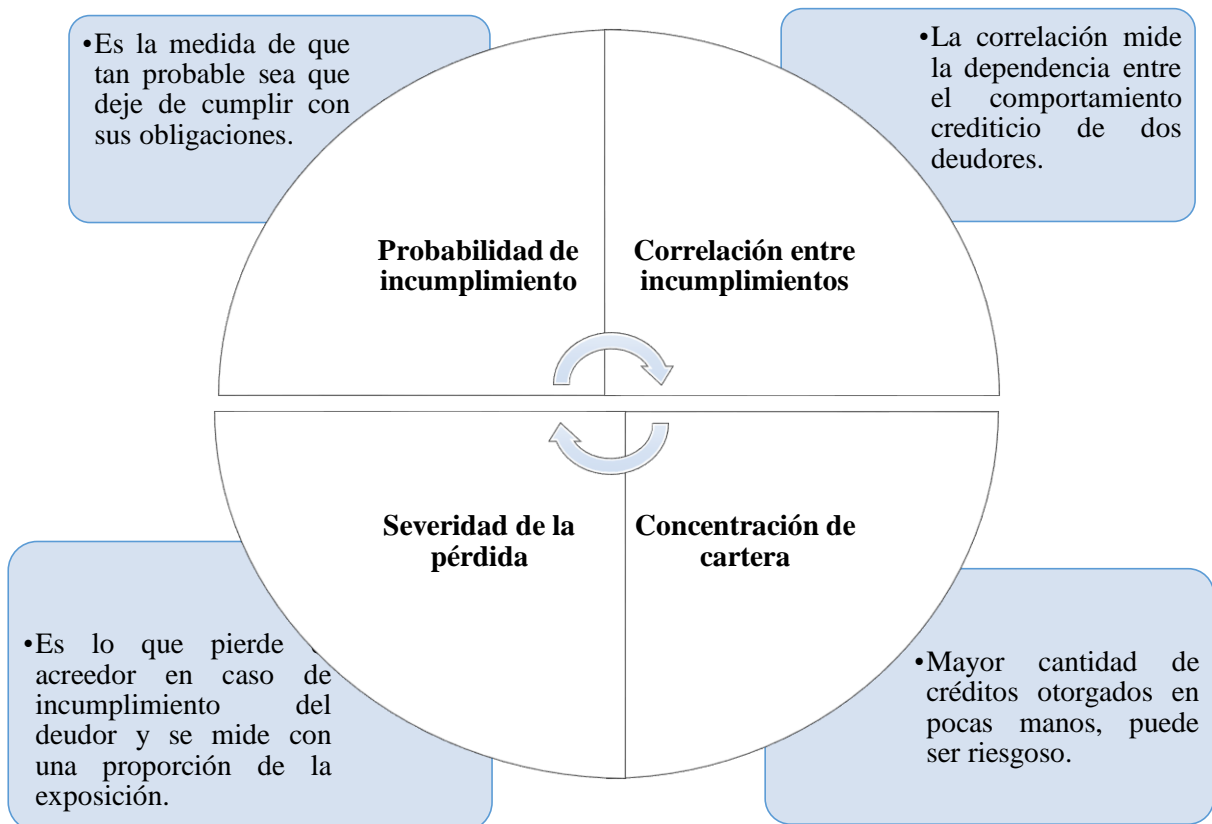 •Es la medida de que
tan probable sea que
deje de cumplir con
sus obligaciones.
•La correlación mide
la dependencia entre
el comportamiento
crediticio de dos
deudores.
Probabilidad de
incumplimiento
Correlación entre
incumplimientos
Severidad de la
pérdida
Concentración de
cartera
•Es lo que pierde
acreedor en caso de
incumplimiento del
deudor y se mide con
una proporción de la
exposición.
•Mayor cantidad de
créditos otorgados en
pocas manos, puede
ser riesgoso.